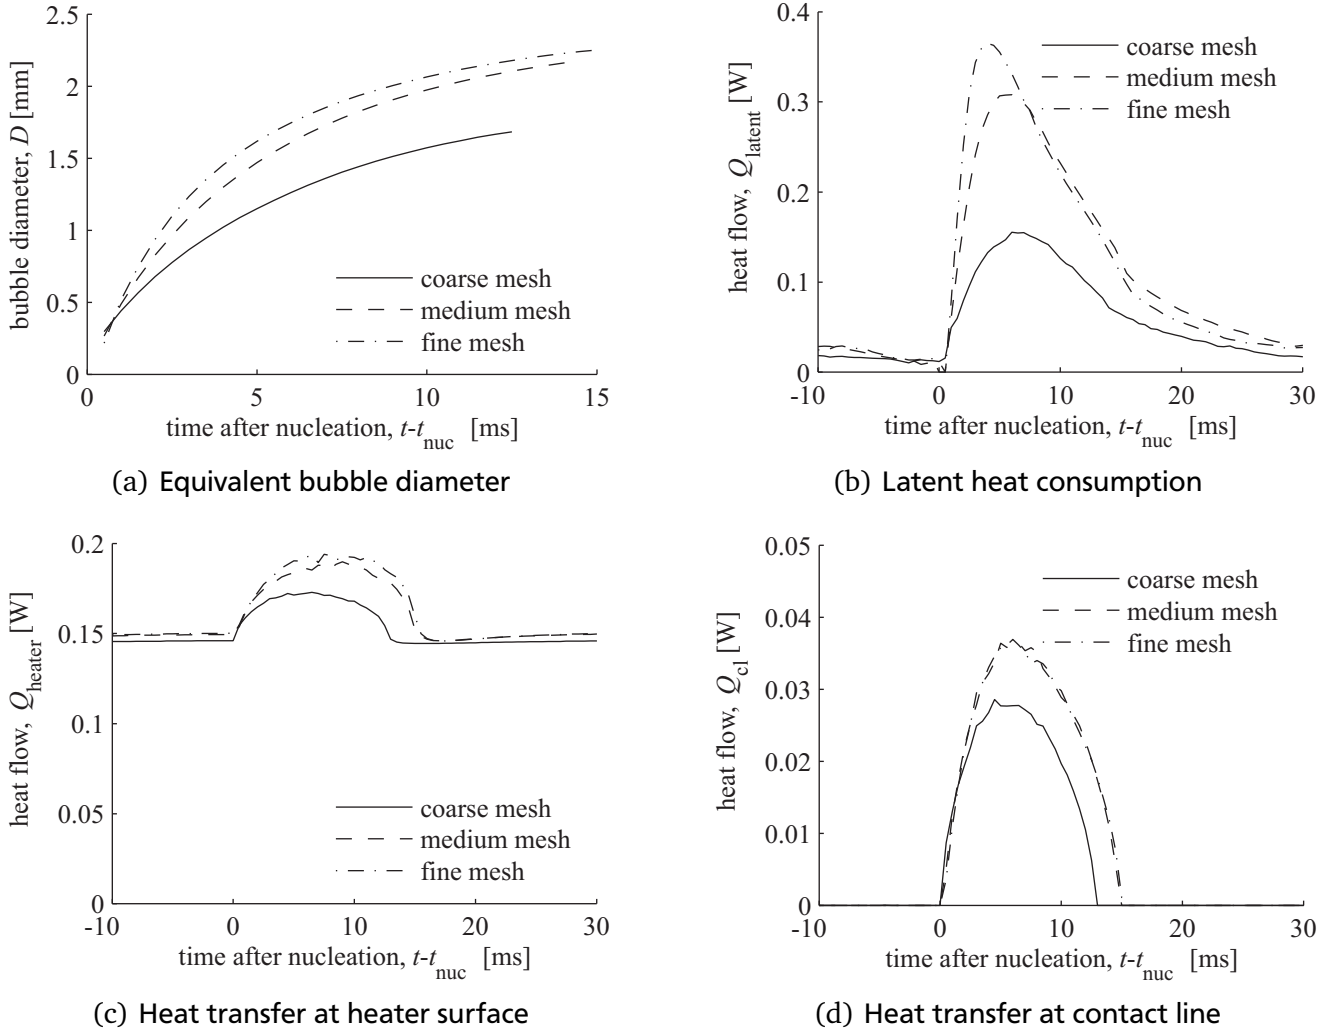 2.5
2
1.5
1
0.5
0
0
5
10
15
bubble diameter, D [mm]
coarse mesh
medium mesh
fine mesh
time after nucleation, t-t_nuc [ms]
(a) Equivalent bubble diameter
0.4
0.3
0.2
0.1
0
-10
0
10
20
30
heat flow, Q_latent [W]
coarse mesh
medium mesh
fine mesh
time after nucleation, t-t_nuc [ms]
(b) Latent heat consumption
0.2
0.15
0.1
0.05
0
-10
0
10
20
30
heat flow, Q_heater [W]
coarse mesh
medium mesh
fine mesh
time after nucleation, t-t_nuc [ms]
(c) Heat transfer at heater surface
0.05
0.04
0.03
0.02
0.01
0
-10
0
10
20
30
heat flow, Q_cl [W]
coarse mesh
medium mesh
fine mesh
time after nucleation, t-t_nuc [ms]
(d) Heat transfer at contact line